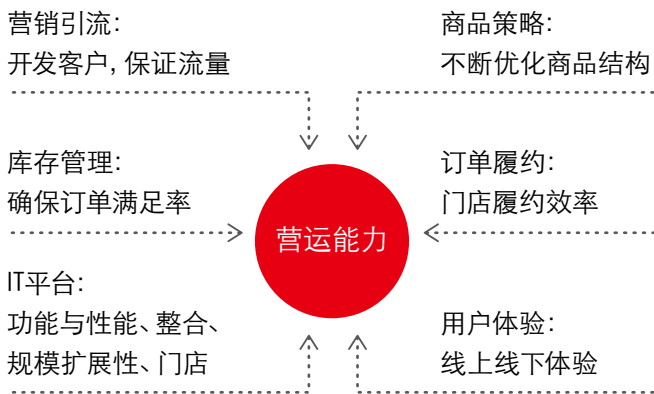 营销引流:
开发客户, 保证流量
商品策略:
不断优化商品结构
库存管理:
确保订单满足率
订单履约:
门店履约效率
营运能力
IT平台:
功能与性能、整合、
规模扩展性、门店
用户体验:
线上线下体验